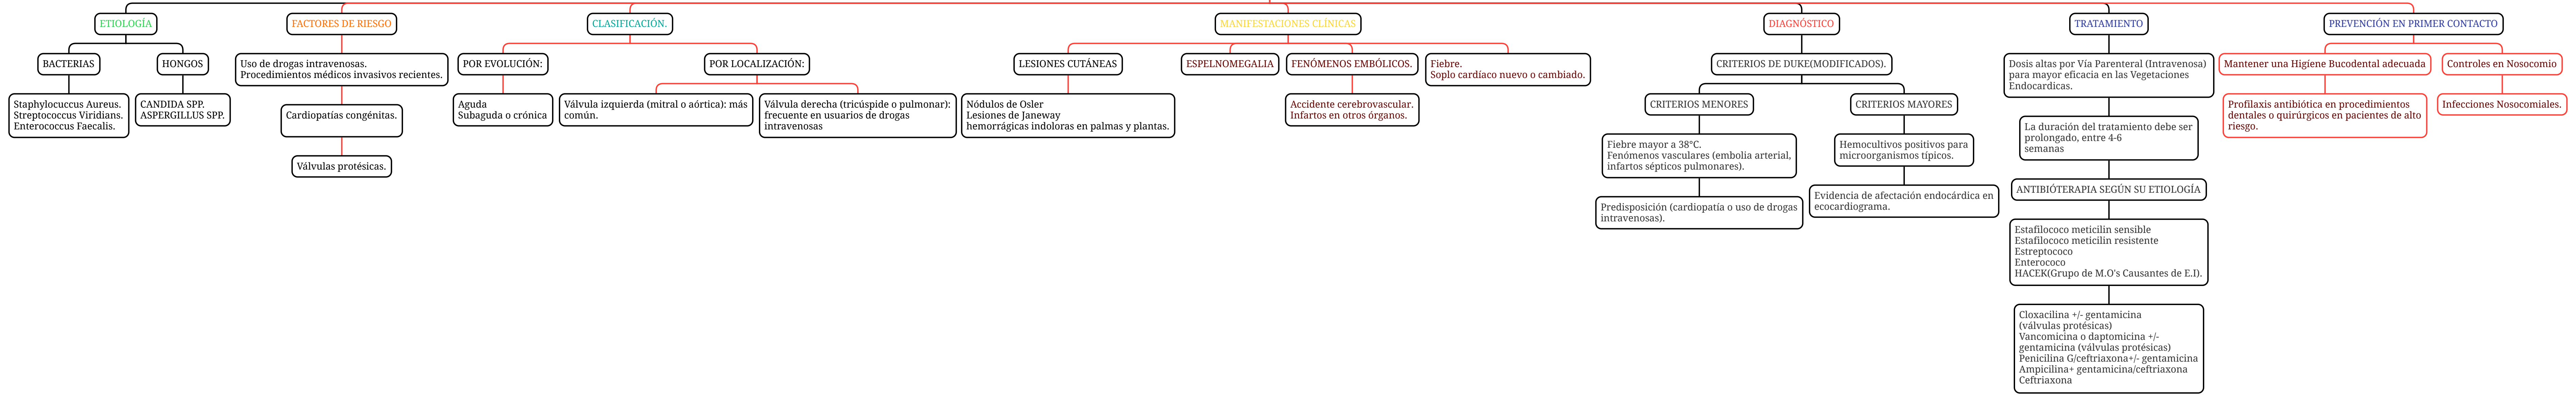 ETIOLOGÍA
BACTERIAS
Staphylocuccus Aureus.
Streptococcus Viridians.
Enterococcus Faecalis.
HONGOS
CANDIDA SPP.
ASPERGILLUS SPP.
FACTORES DE RIESGO
Uso de drogas intravenosas.
Procedimientos médicos invasivos recientes.
Cardiopatías congénitas.
Válvulas protésicas.
CLASIFICACIÓN.
POR EVOLUCIÓN:
Aguda
Subaguda o crónica
POR LOCALIZACIÓN:
Válvula izquierda (mitral o aórtica): más
común.
Válvula derecha (tricúspide o pulmonar):
frecuente en usuarios de drogas
intravenosas
MANIFESTACIONES CLÍNICAS
LESIONES CUTÁNEAS
Nódulos de Osler
Lesiones de Janeway
hemorrágicas indoloras en palmas y plantas.
ESPELNOMEGALIA
FENÓMENOS EMBÓLICOS.
Accidente cerebrovascular.
Infartos en otros órganos.
Fiebre.
Soplo cardíaco nuevo o cambiado.
DIAGNÓSTICO
CRITERIOS DE DUKE(MODIFICADOS).
CRITERIOS MENORES
Fiebre mayor a 38°C.
Fenómenos vasculares (embolia arterial,
infartos sépticos pulmonares).
Predisposición (cardiopatía o uso de drogas
intravenosas).
CRITERIOS MAYORES
Hemocultivos positivos para
microorganismos típicos.
Evidencia de afectación endocárdica en
ecocardiograma.
TRATAMIENTO
Dosis altas por Vía Parenteral (Intravenosa)
para mayor eficacia en las Vegetaciones
Endocardicas.
La duración del tratamiento debe ser
prolongado, entre 4-6
semanas
ANTIBIÓTERAPIA SEGÚN SU ETIOLOGÍA
Estafilococo meticilin sensible
Estafilococo meticilin resistente
Estreptococo
Enterococo
HACEK(Grupo de M.O's Causantes de E.I).
Cloxacilina +/- gentamicina
(válvulas protésicas)
Vancomicina o daptomicina +/-
gentamicina (válvulas protésicas)
Penicilina G/ceftriaxona+/- gentamicina
Ampicilina+ gentamicina/ceftriaxona
Ceftriaxona
PREVENCIÓN EN PRIMER CONTACTO
Mantener una Higíene Bucodental adecuada
Profilaxis antibiótica en procedimientos
dentales o quirúrgicos en pacientes de alto
riesgo.
Controles en Nosocomio
Infecciones Nosocomiales.